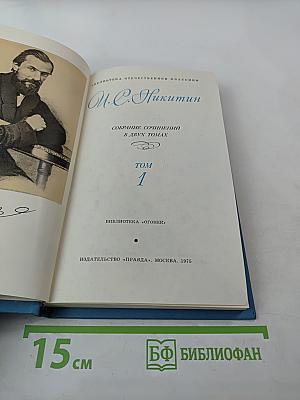 БИБЛИОТЕКА ОТЕЧЕСТВЕННОЙ КЛАССИКИ
И.С.Никитин
СОБРАНИЕ СОЧИНЕНИЙ
В ДВУХ ТОМАХ
ТОМ
1
БИБЛИОТЕКА «ОГОНЕК»
ИЗДАТЕЛЬСТВО «ПРАВДА». МОСКВА. 1975
15 см
БФ БИБЛИОФАН